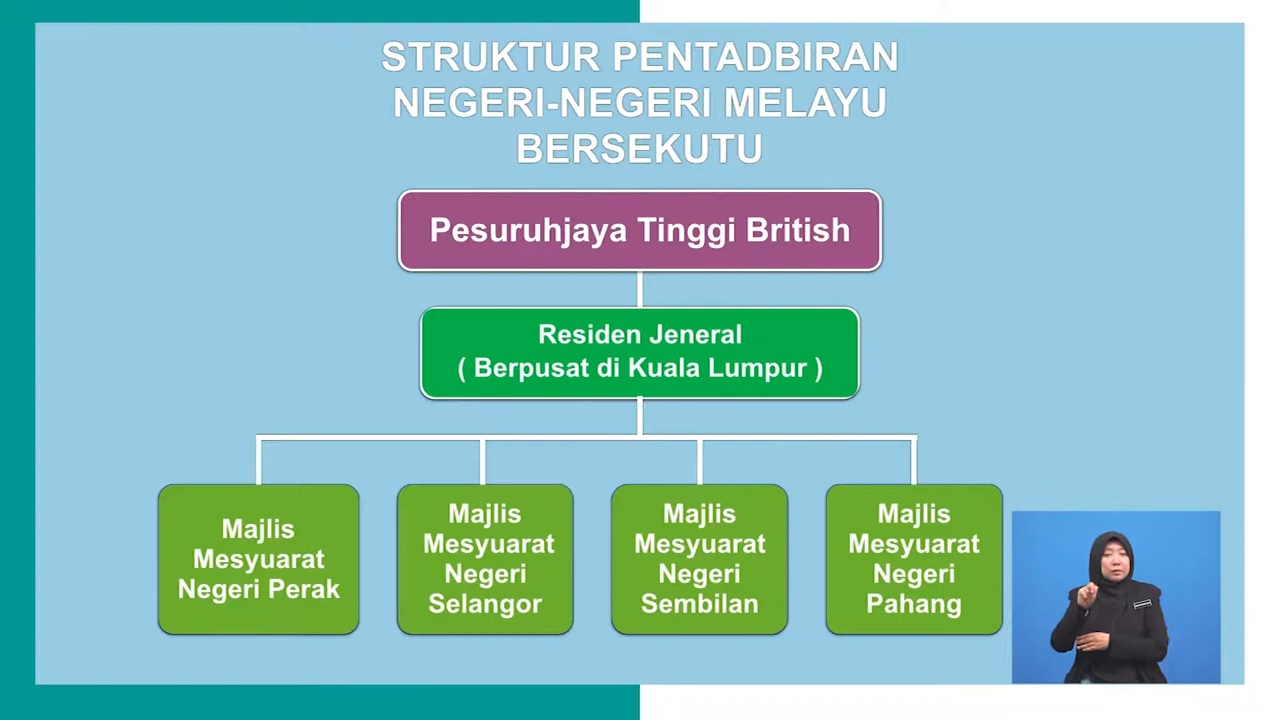 STRUKTUR PENTADBIRAN
NEGERI-NEGERI MELAYU
BERSEKUTU
Pesuruhjaya Tinggi British
Residen Jeneral
( Berpusat di Kuala Lumpur )
Majlis
Mesyuarat
Negeri Perak
Majlis
Mesyuarat
Negeri
Selangor
Majlis
Mesyuarat
Negeri
Sembilan
Majlis
Mesyuarat
Negeri
Pahang